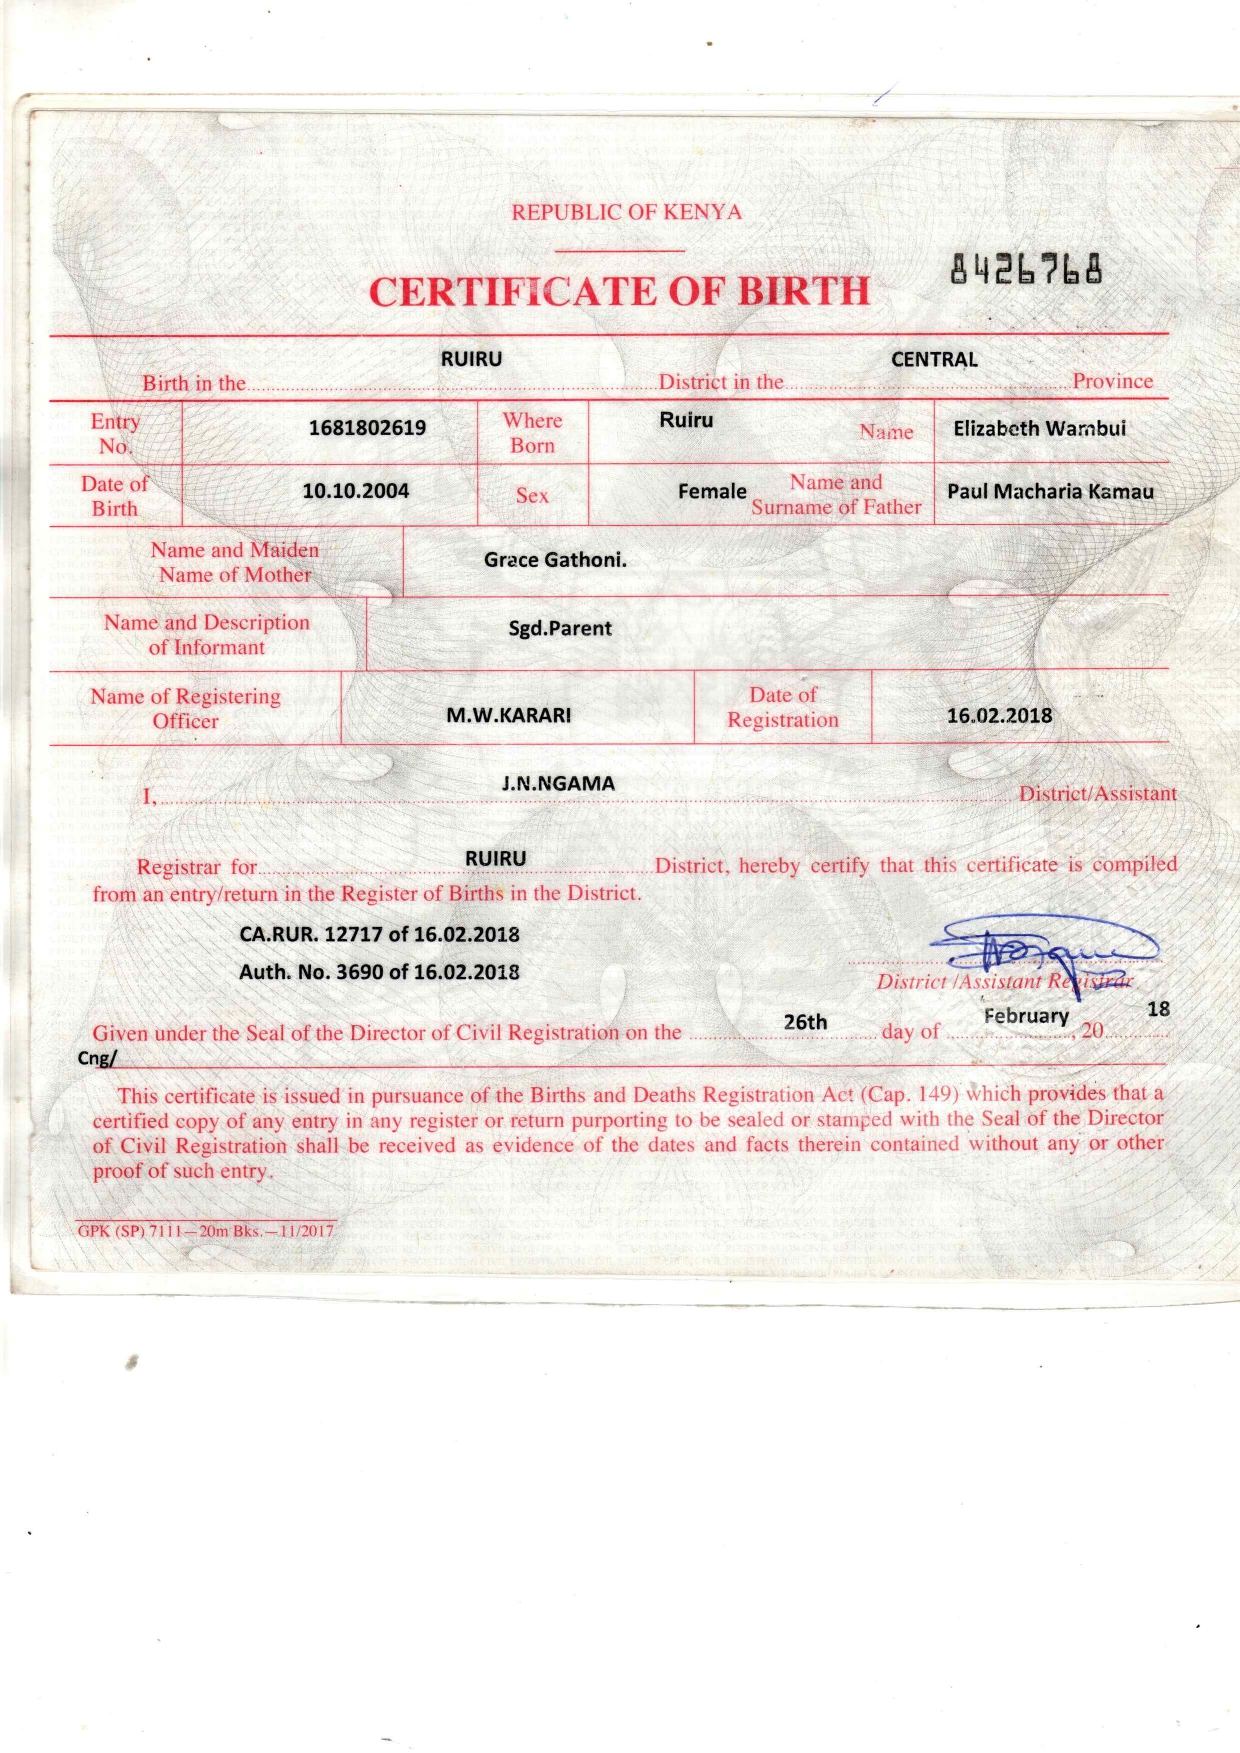 REPUBLIC OF KENYA
8426768
CERTIFICATE OF BIRTH
RUIRU CENTRAL
Birth in the District in the Province
Entry No. 1681802619 Where Born Ruiru Name Elizabeth Wambui
Date of Birth 10.10.2004 Sex Female Name and Surname of Father Paul Macharia Kamau
Name and Maiden Name of Mother Grace Gathoni.
Name and Description of Informant Sgd.Parent
Name of Registering Officer M.W.KARARI Date of Registration 16.02.2018
I, J.N.NGAMA District/Assistant
Registrar for RUIRU District, hereby certify that this certificate is compiled
from an entry/return in the Register of Births in the District.
CA.RUR. 12717 of 16.02.2018
Auth. No. 3690 of 16.02.2018
District /Assistant Registrar
Given under the Seal of the Director of Civil Registration on the 26th day of February, 20 18
Cng/
This certificate is issued in pursuance of the Births and Deaths Registration Act (Cap. 149) which provides that a
certified copy of any entry in any register or return purporting to be sealed or stamped with the Seal of the Director
of Civil Registration shall be received as evidence of the dates and facts therein contained without any or other
proof of such entry.
GPK (SP) 7111—20m Bks.—11/2017